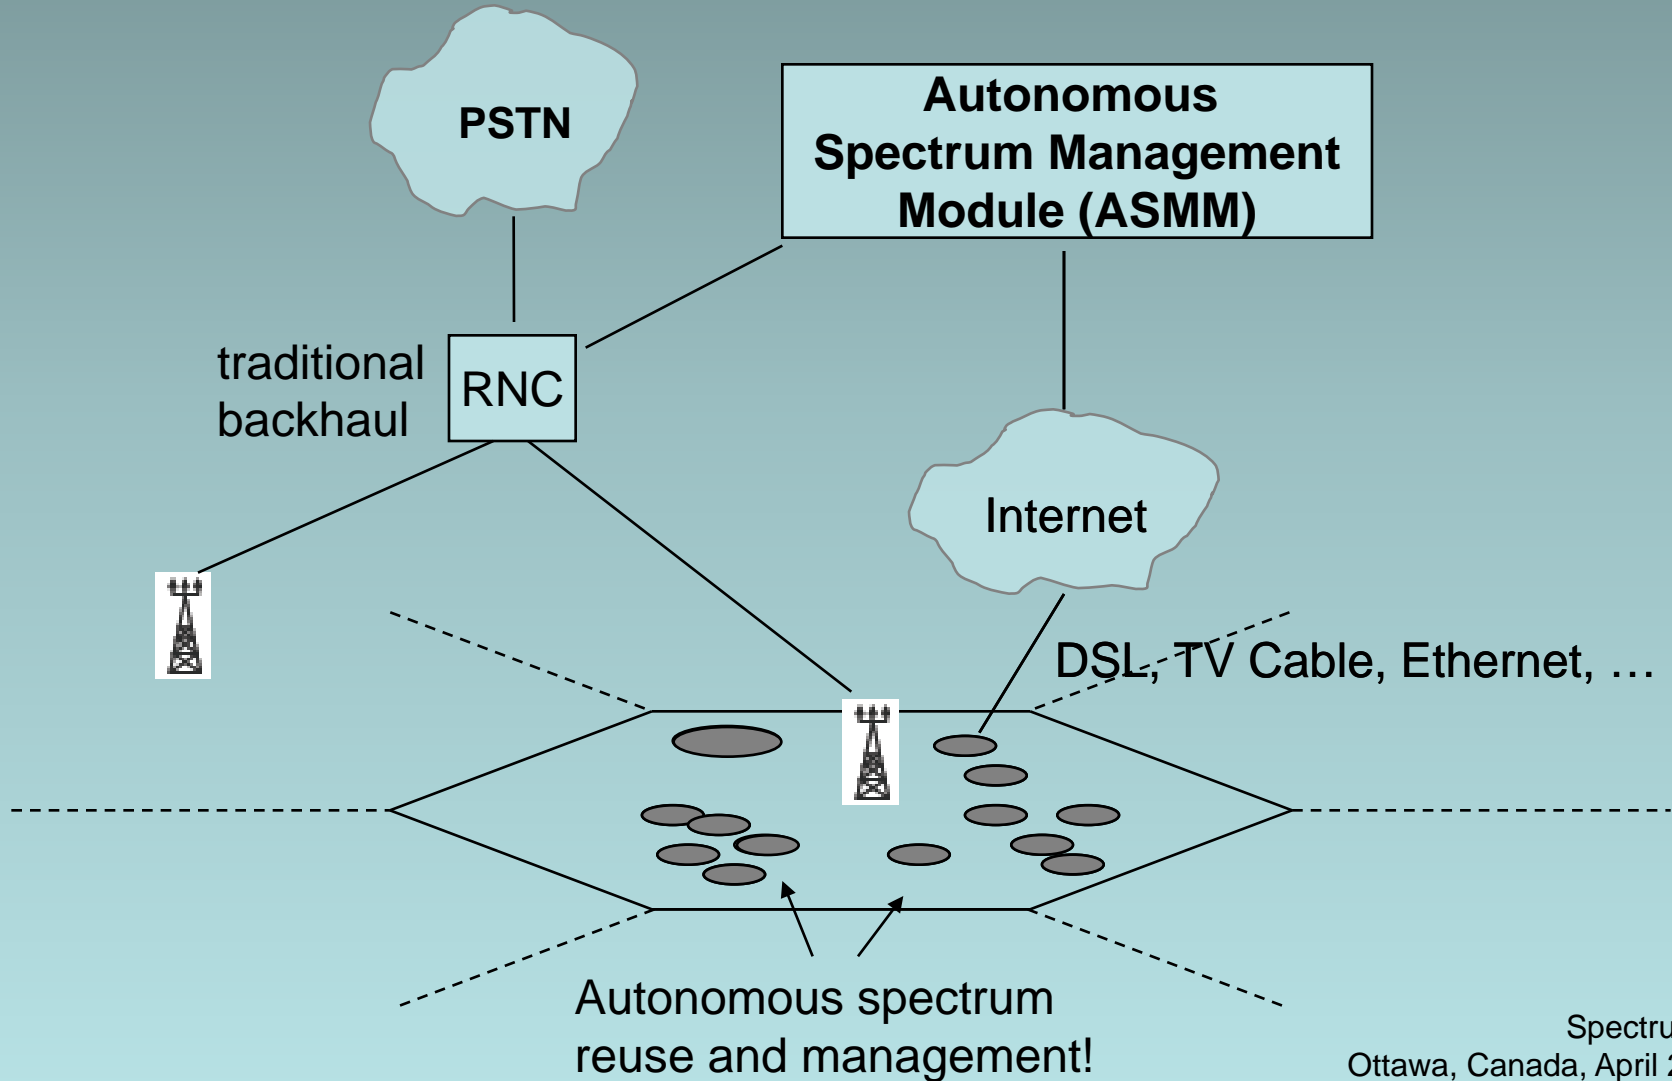 PSTN
Autonomous
Spectrum Management
Module (ASMM)
traditional
backhaul
RNC
Internet
DSL, TV Cable, Ethernet, …
Autonomous spectrum
reuse and management!
Ottawa, Canada, April